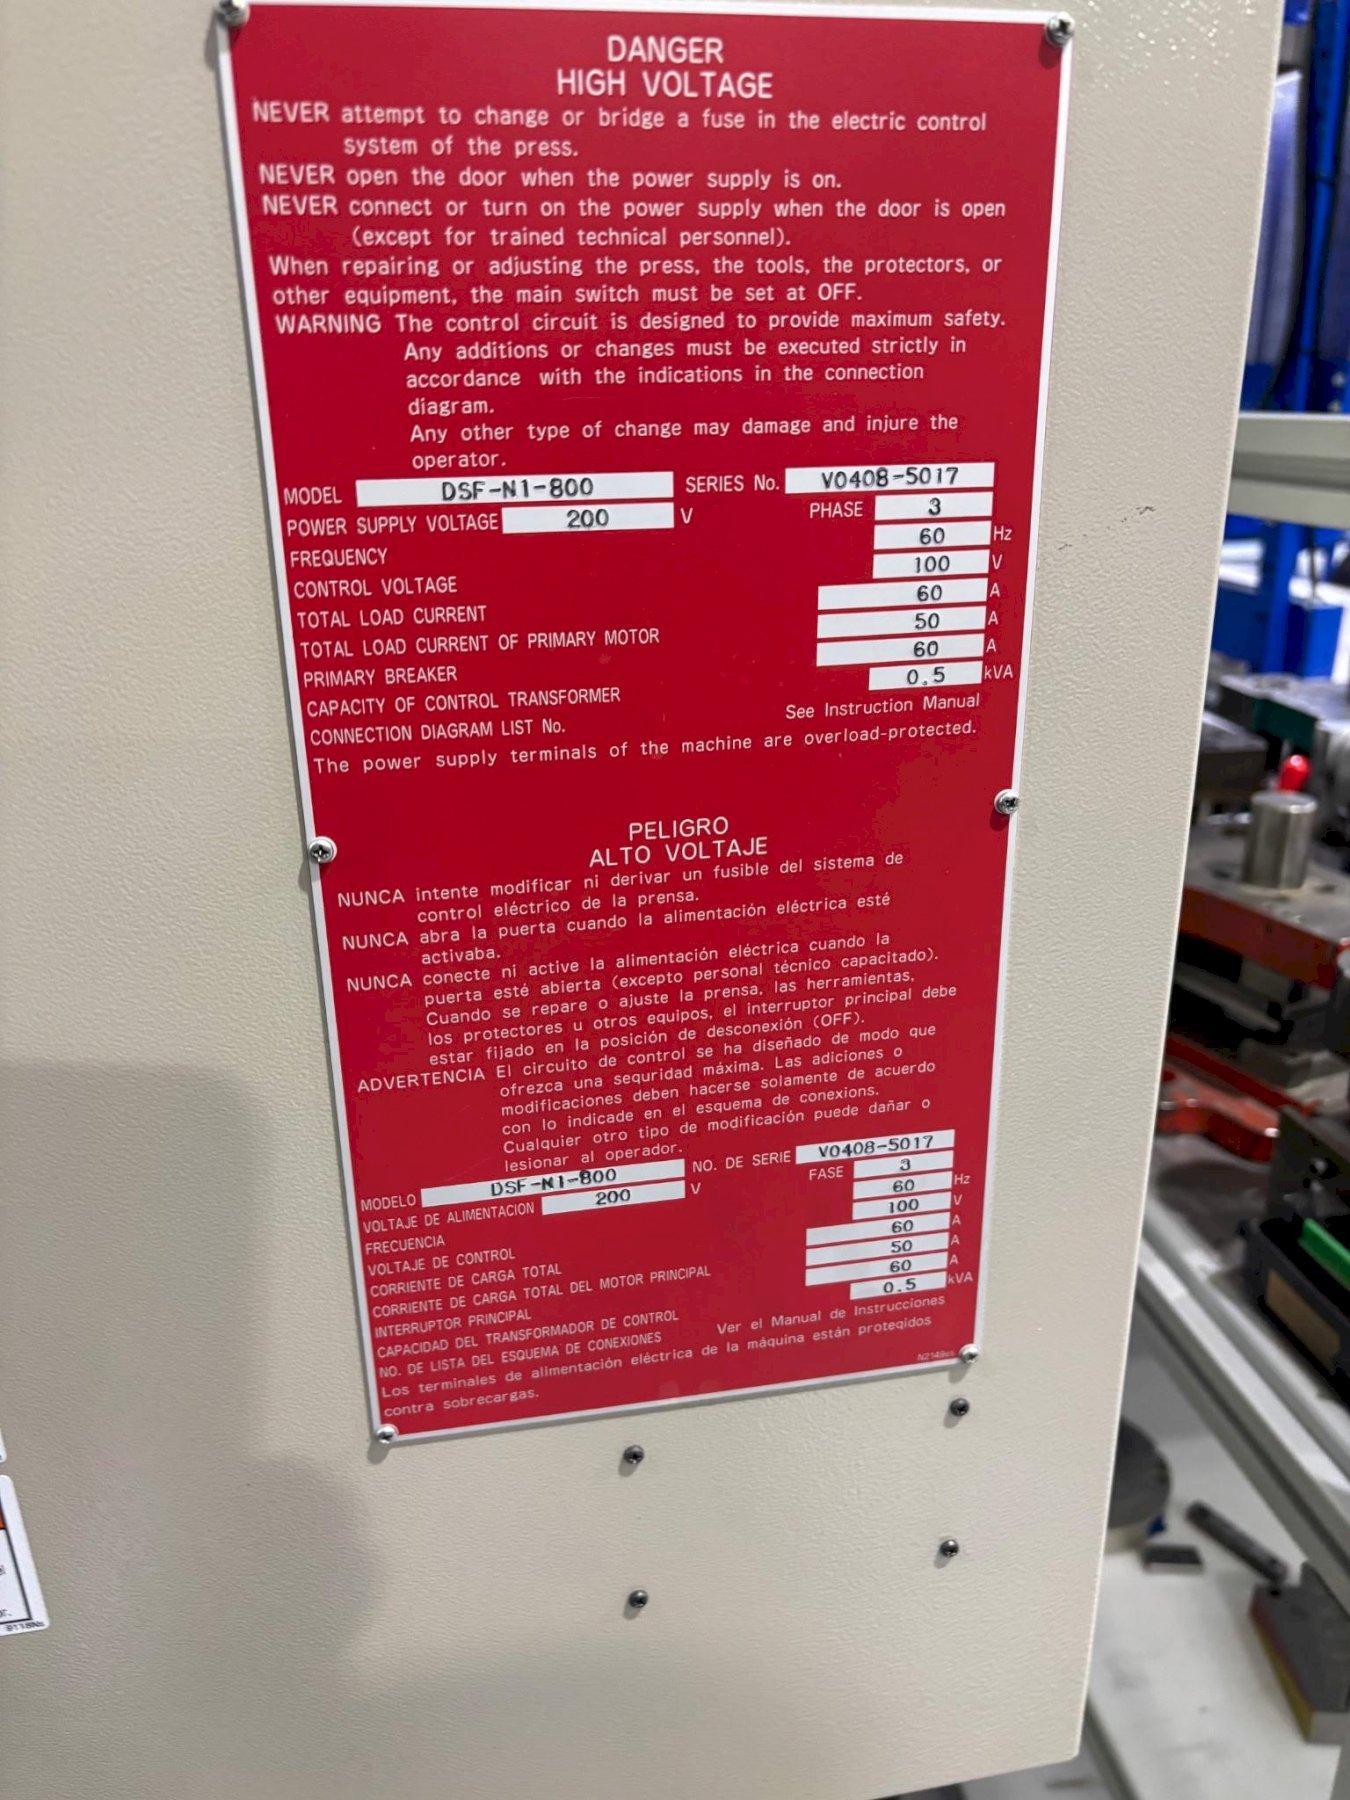 DANGER
HIGH VOLTAGE
NEVER attempt to change or bridge a fuse in the electric control
system of the press.
NEVER open the door when the power supply is on.
NEVER connect or turn on the power supply when the door is open
(except for trained technical personnel).
When repairing or adjusting the press, the tools, the protectors, or
other equipment, the main switch must be set at OFF.
WARNING The control circuit is designed to provide maximum safety.
Any additions or changes must be executed strictly in
accordance with the indications in the connection
diagram.
Any other type of change may damage and injure the
operator.
MODEL DSF-N1-800 SERIES No. V0408-5017
POWER SUPPLY VOLTAGE 200 V PHASE 3
FREQUENCY 60 Hz
CONTROL VOLTAGE 100 V
TOTAL LOAD CURRENT 60 A
TOTAL LOAD CURRENT OF PRIMARY MOTOR 50 A
PRIMARY BREAKER 60 A
CAPACITY OF CONTROL TRANSFORMER 0.5 kVA
CONNECTION DIAGRAM LIST No. See Instruction Manual
The power supply terminals of the machine are overload-protected.
PELIGRO
ALTO VOLTAJE
NUNCA intente modificar ni derivar un fusible del sistema de
control eléctrico de la prensa.
NUNCA abra la puerta cuando la alimentación eléctrica esté
activaba.
NUNCA conecte ni active la alimentación eléctrica cuando la
puerta esté abierta (excepto personal técnico capacitado).
Cuando se repare o ajuste la prensa, las herramientas,
los protectores u otros equipos, el interruptor principal debe
estar fijado en la posición de desconexión (OFF).
ADVERTENCIA El circuito de control se ha diseñado de modo que
ofrezca una seguridad máxima. Las adiciones o
modificaciones deben hacerse solamente de acuerdo
con lo indicade en el esquema de conexions.
Cualquier otro tipo de modificación puede dañar o
lesionar al operador.
MODELO DSF-N1-800 NO. DE SERIE V0408-5017
VOLTAJE DE ALIMENTACION 200 V FASE 3
FRECUENCIA 60 Hz
VOLTAJE DE CONTROL 100 V
CORRIENTE DE CARGA TOTAL 60 A
CORRIENTE DE CARGA TOTAL DEL MOTOR PRINCIPAL 50 A
INTERRUPTOR PRINCIPAL 60 A
CAPACIDAD DEL TRANSFORMADOR DE CONTROL 0.5 kVA
NO. DE LISTA DEL ESQUEMA DE CONEXIONES Ver el Manual de Instrucciones
Los terminales de alimentación eléctrica de la máquina están protegidos
contra sobrecargas.